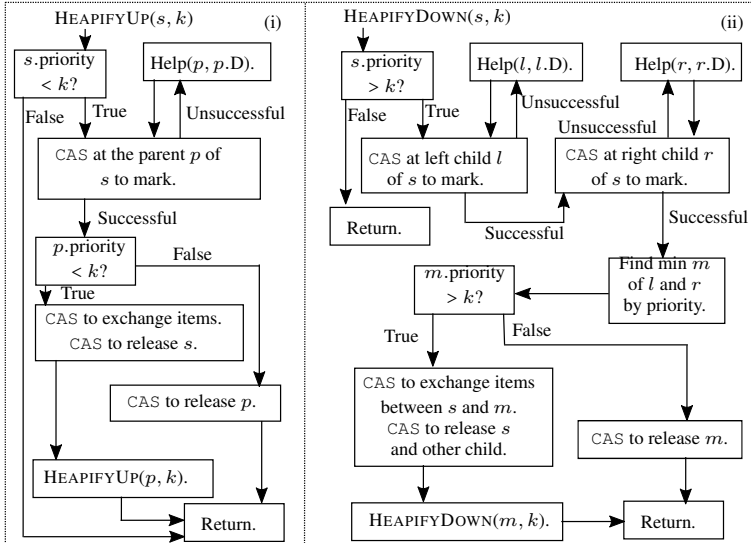 HEAPIFYUP(s, k)
(i)
s.priority
< k?
Help(p, p.D).
False
True
Unsuccessful
CAS at the parent p of
s to mark.
Successful
p.priority
< k?
False
True
CAS to exchange items.
CAS to release s.
CAS to release p.
HEAPIFYUP(p, k).
Return.
HEAPIFYDOWN(s, k)
(ii)
s.priority
> k?
Help(l, l.D).
Help(r, r.D).
False
True
Unsuccessful
Unsuccessful
CAS at left child l
of s to mark.
CAS at right child r
of s to mark.
Return.
Successful
Successful
m.priority
> k?
Find min m
of l and r
by priority.
True
False
CAS to exchange items
between s and m.
CAS to release s
and other child.
CAS to release m.
HEAPIFYDOWN(m, k).
Return.